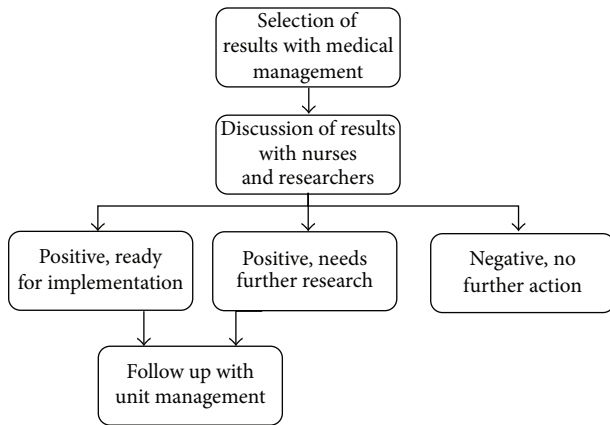 Selection of
results with medical
management
Discussion of results
with nurses
and researchers
Positive, ready
for implementation
Positive, needs
further research
Negative, no
further action
Follow up with
unit management